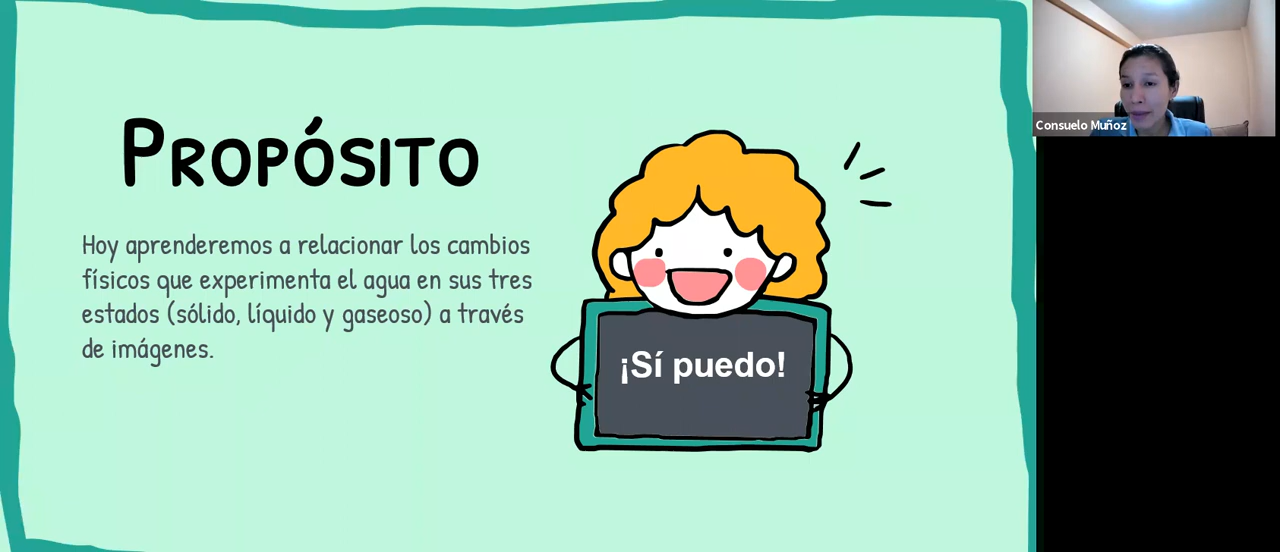 Propósito
Hoy aprenderemos a relacionar los cambios
físicos que experimenta el agua en sus tres
estados (sólido, líquido y gaseoso) a través
de imágenes.
¡Sí puedo!
Consuelo Muñoz